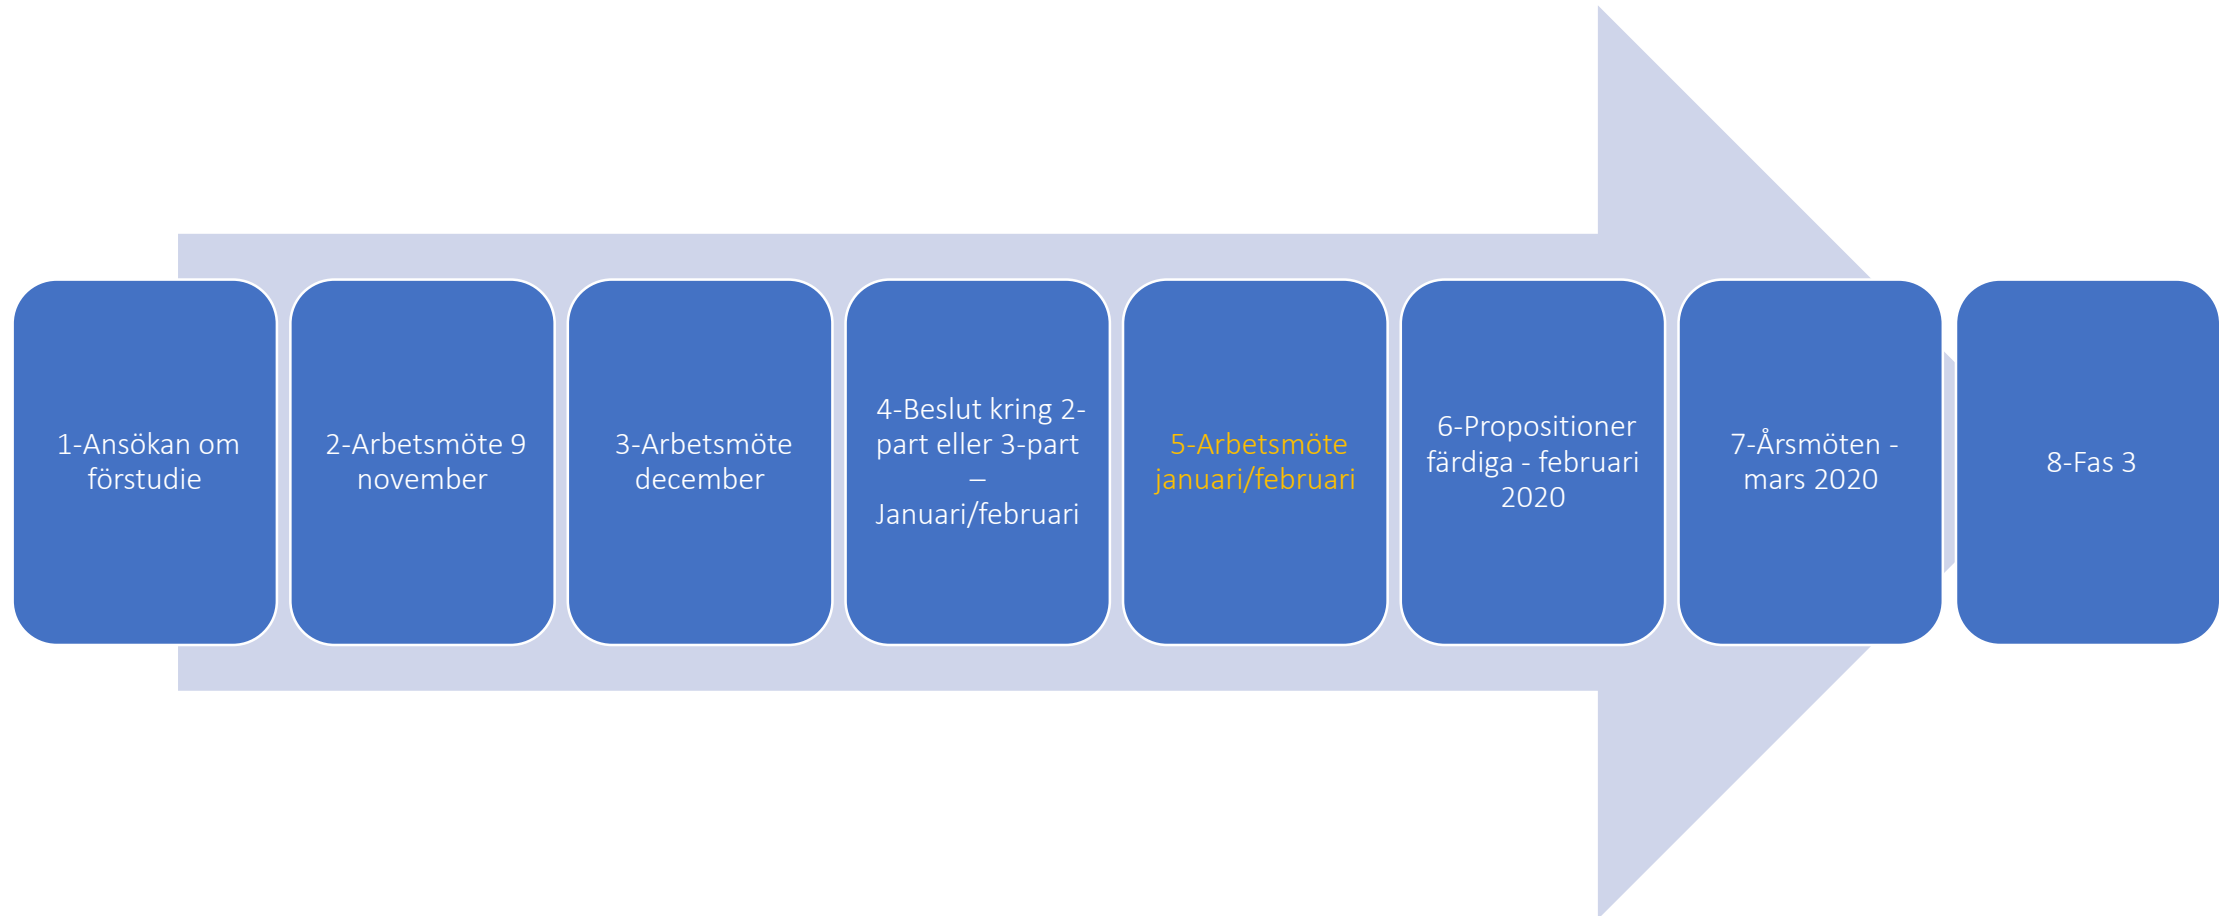 1-Ansökan om
förstudie
2-Arbetsmöte 9
november
3-Arbetsmöte
december
4-Beslut kring 2-
part eller 3-part
–
Januari/februari
5-Arbetsmöte
januari/februari
6-Propositioner
färdiga - februari
2020
7-Årsmöten -
mars 2020
8-Fas 3